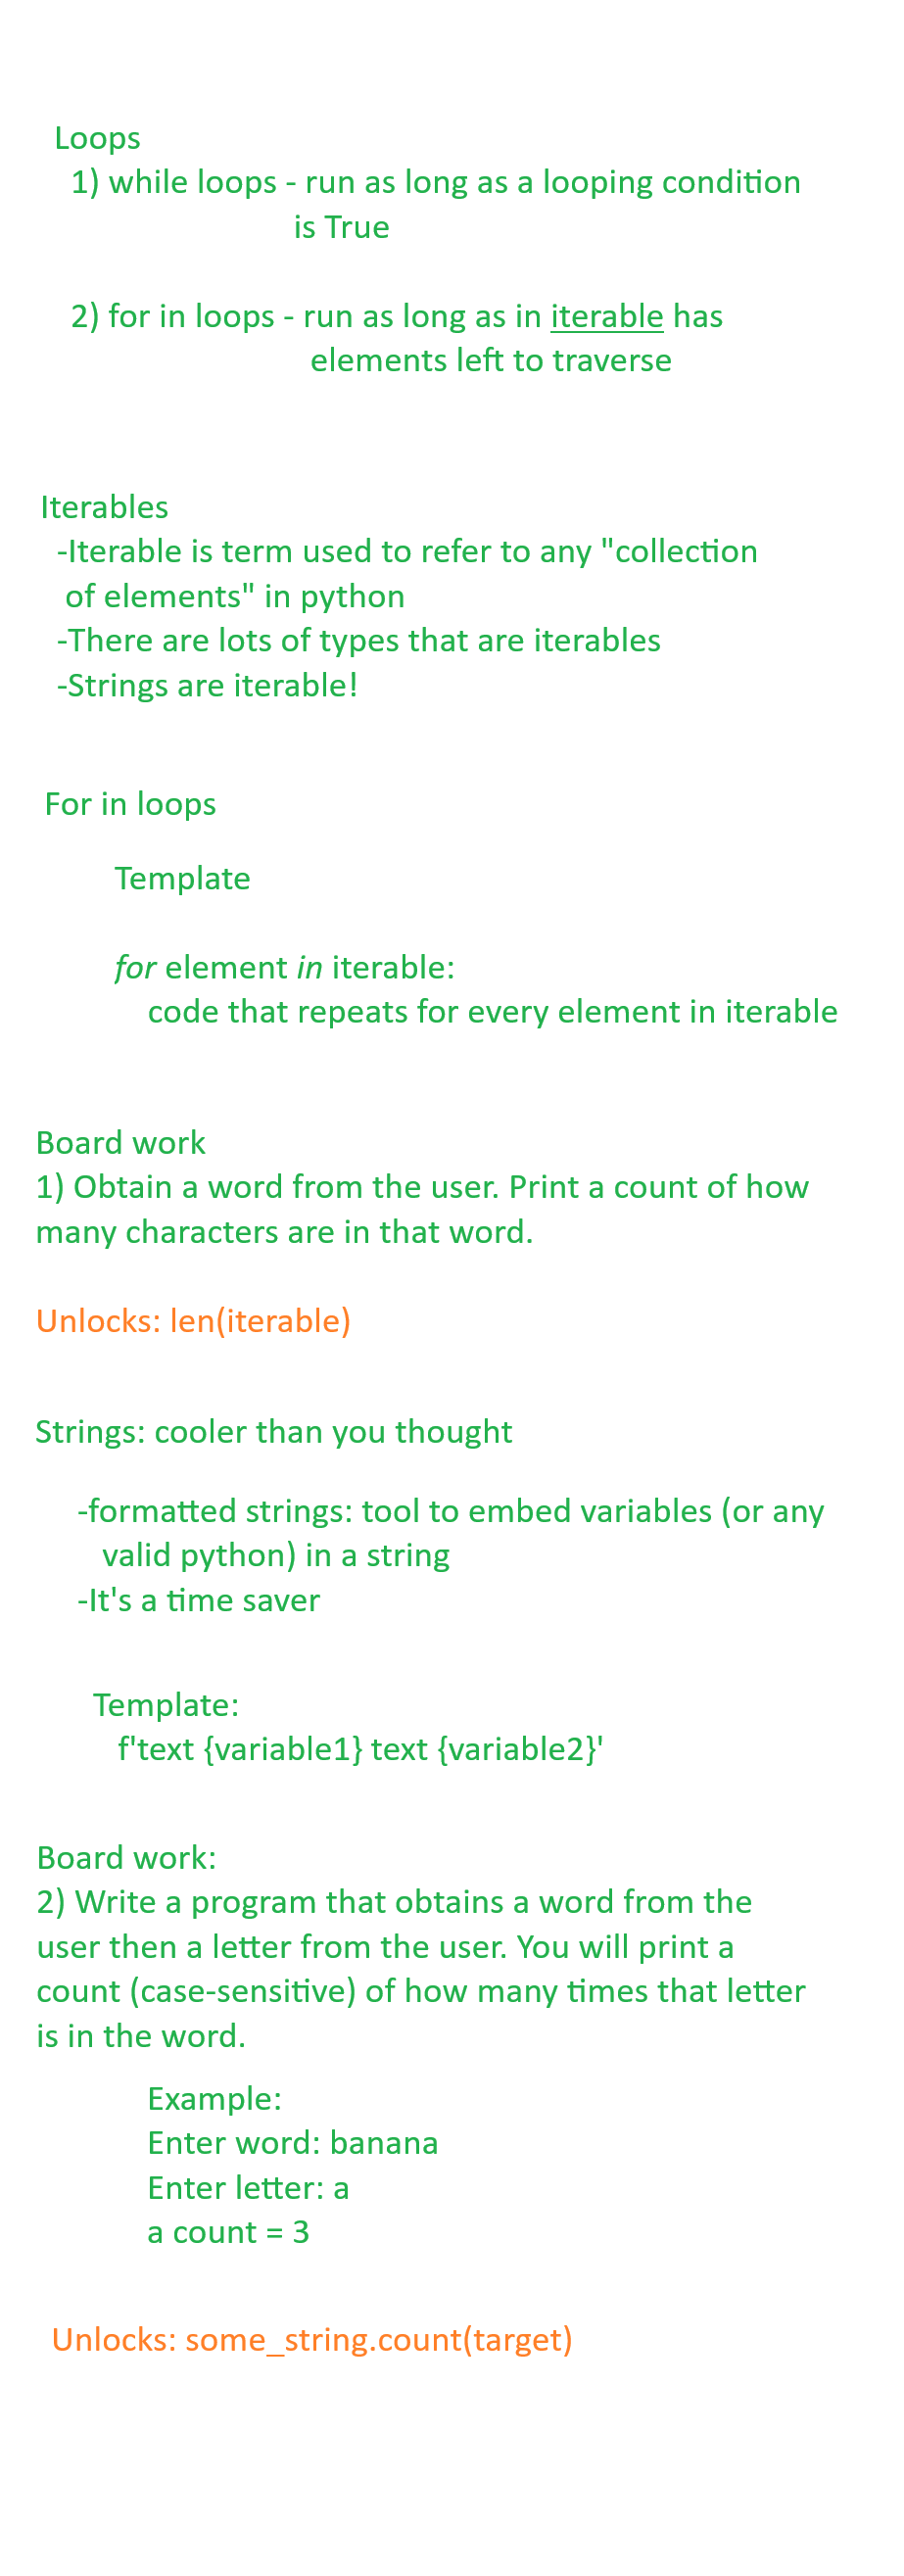 Loops
1) while loops - run as long as a looping condition
is True
2) for in loops - run as long as in iterable has
elements left to traverse
Iterables
-Iterable is term used to refer to any "collection
of elements" in python
-There are lots of types that are iterables
-Strings are iterable!
For in loops
Template
for element in iterable:
code that repeats for every element in iterable
Board work
1) Obtain a word from the user. Print a count of how
many characters are in that word.
Unlocks: len(iterable)
Strings: cooler than you thought
-formatted strings: tool to embed variables (or any
valid python) in a string
-It's a time saver
Template:
f'text {variable1} text {variable2}'
Board work:
2) Write a program that obtains a word from the
user then a letter from the user. You will print a
count (case-sensitive) of how many times that letter
is in the word.
Example:
Enter word: banana
Enter letter: a
a count = 3
Unlocks: some_string.count(target)